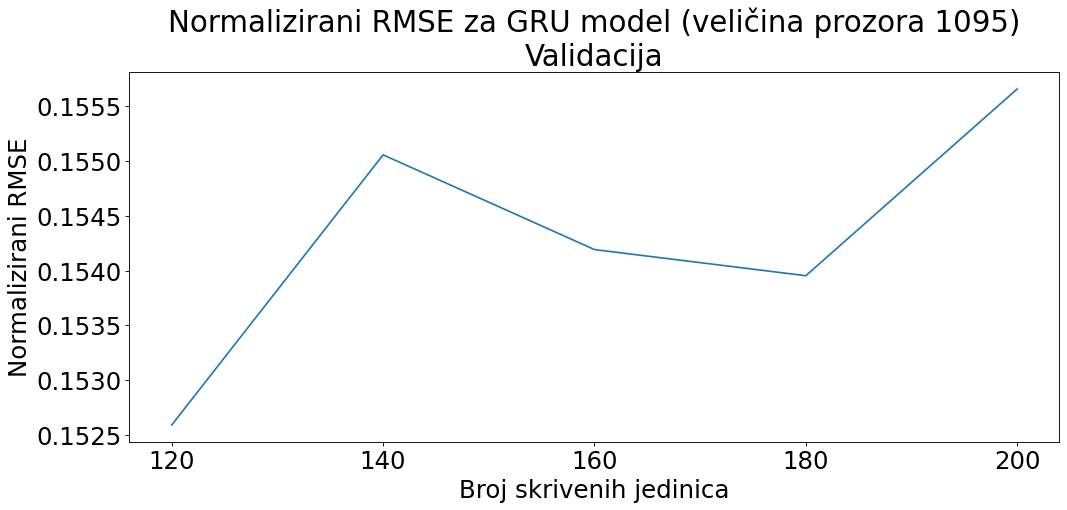 Normalizirani RMSE za GRU model (veličina prozora 1095)
Validacija
Normalizirani RMSE
0.1555
0.1550
0.1545
0.1540
0.1535
0.1530
0.1525
120 140 160 180 200
Broj skrivenih jedinica